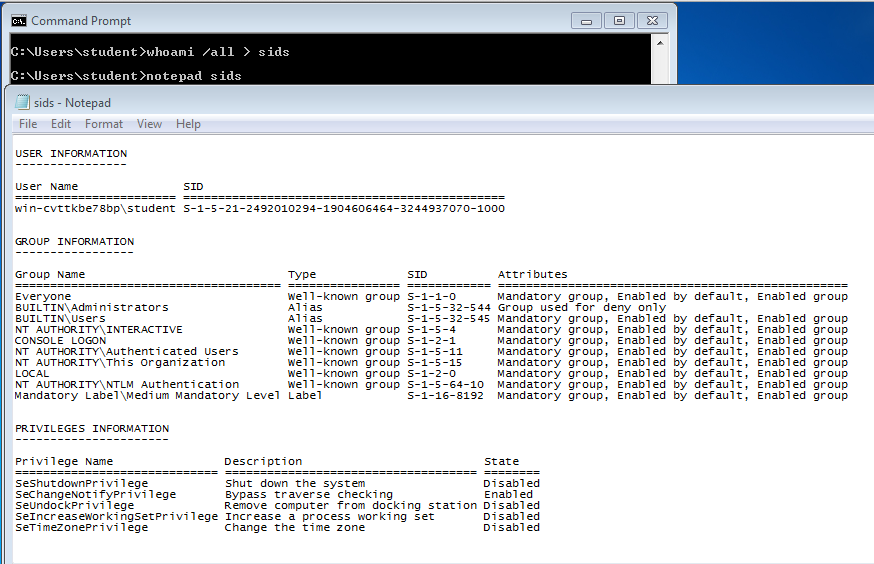 Command Prompt
C:\Users\student>whoami /all > sids
C:\Users\student>notepad sids
sids - Notepad
File Edit Format View Help
USER INFORMATION
----------------
User Name SID
======================= ==============================================
win-cvttkbe78bp\student S-1-5-21-2492010294-1904606464-3244937070-1000
GROUP INFORMATION
-----------------
Group Name Type SID Attributes
====================================== ================ ============ ==================================================
Everyone Well-known group S-1-1-0 Mandatory group, Enabled by default, Enabled group
BUILTIN\Administrators Alias S-1-5-32-544 Group used for deny only
BUILTIN\Users Alias S-1-5-32-545 Mandatory group, Enabled by default, Enabled group
NT AUTHORITY\INTERACTIVE Well-known group S-1-5-4 Mandatory group, Enabled by default, Enabled group
CONSOLE LOGON Well-known group S-1-2-1 Mandatory group, Enabled by default, Enabled group
NT AUTHORITY\Authenticated Users Well-known group S-1-5-11 Mandatory group, Enabled by default, Enabled group
NT AUTHORITY\This Organization Well-known group S-1-5-15 Mandatory group, Enabled by default, Enabled group
LOCAL Well-known group S-1-2-0 Mandatory group, Enabled by default, Enabled group
NT AUTHORITY\NTLM Authentication Well-known group S-1-5-64-10 Mandatory group, Enabled by default, Enabled group
Mandatory Label\Medium Mandatory Level Label S-1-16-8192 Mandatory group, Enabled by default, Enabled group
PRIVILEGES INFORMATION
----------------------
Privilege Name Description State
============================= ==================================== ========
SeShutdownPrivilege Shut down the system Disabled
SeChangeNotifyPrivilege Bypass traverse checking Enabled
SeUndockPrivilege Remove computer from docking station Disabled
SeIncreaseWorkingSetPrivilege Increase a process working set Disabled
SeTimeZonePrivilege Change the time zone Disabled